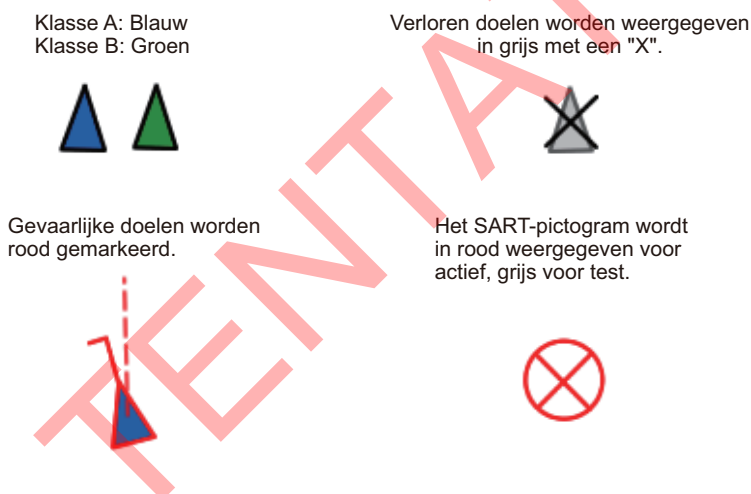 Klasse A: Blauw
Klasse B: Groen
Verloren doelen worden weergegeven
in grijs met een "X".
Gevaarlijke doelen worden
rood gemarkeerd.
Het SART-pictogram wordt
in rood weergegeven voor
actief, grijs voor test.
TENTAT